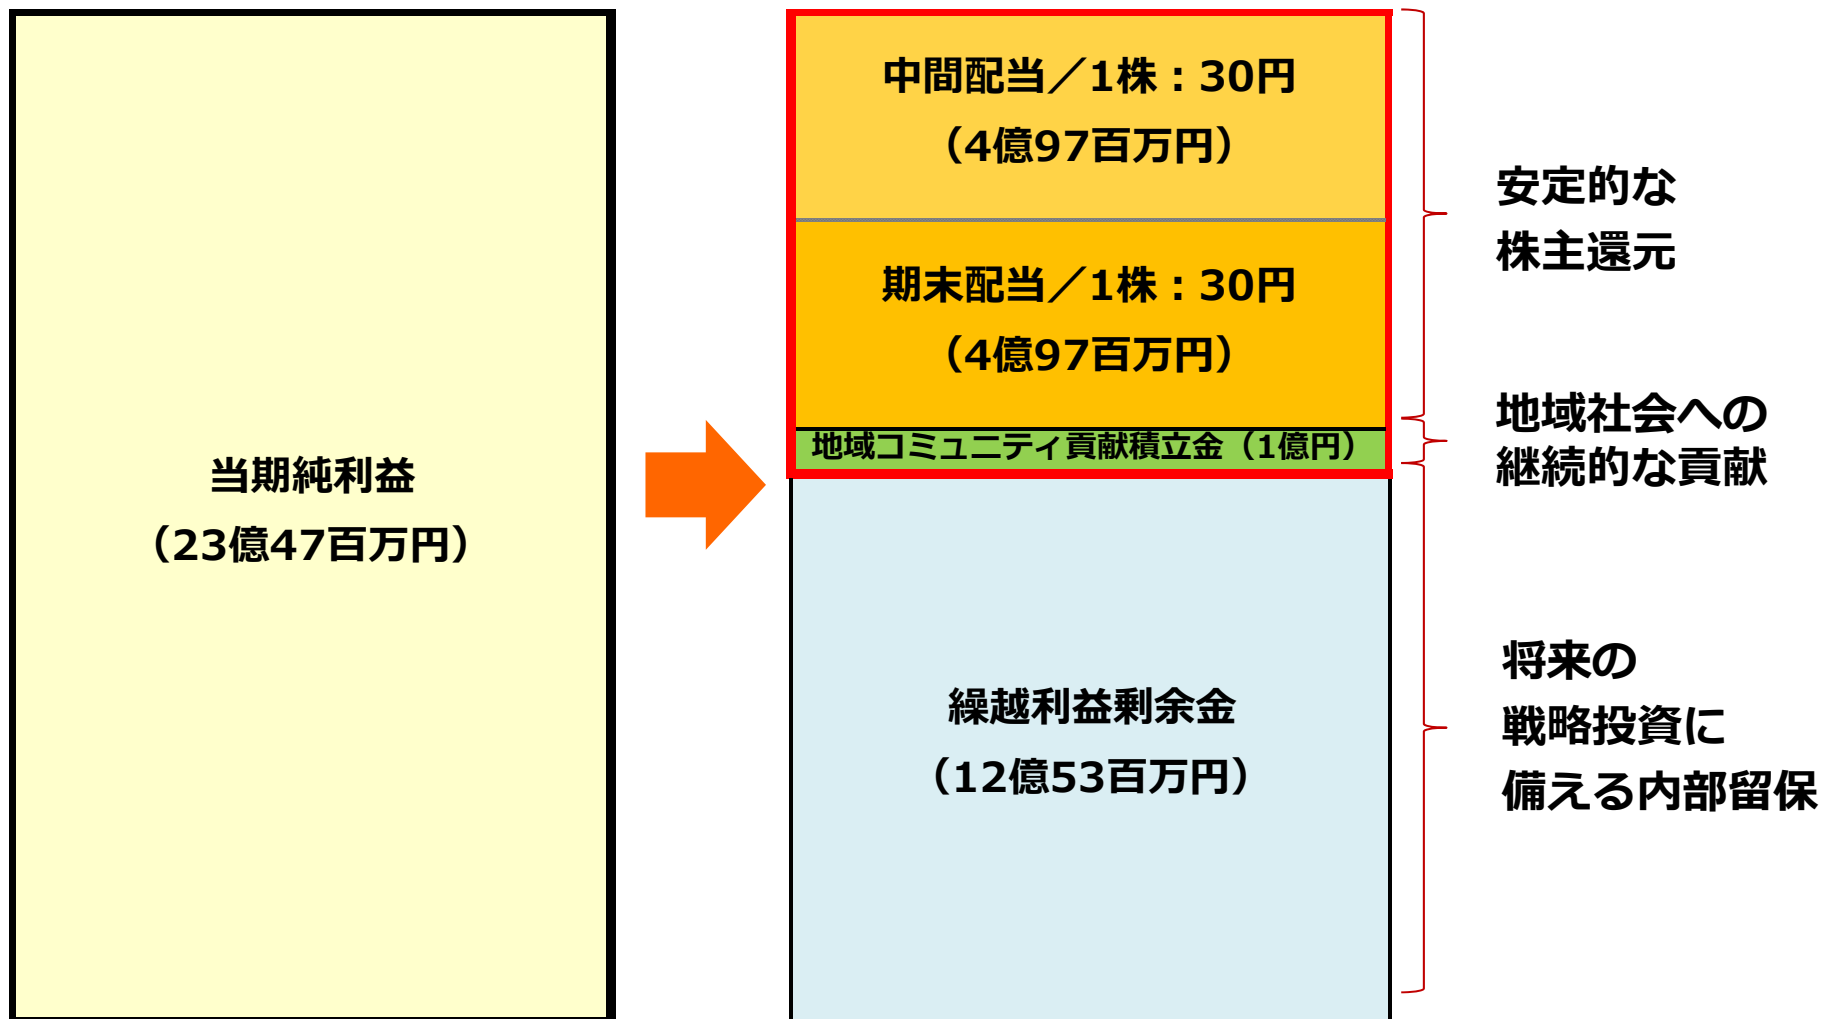 当期純利益
（23億47百万円）
中間配当／1株：30円
（4億97百万円）
期末配当／1株：30円
（4億97百万円）
地域コミュニティ貢献積立金（1億円）
繰越利益剰余金
（12億53百万円）
安定的な
株主還元
地域社会への
継続的な貢献
将来の
戦略投資に
備える内部留保